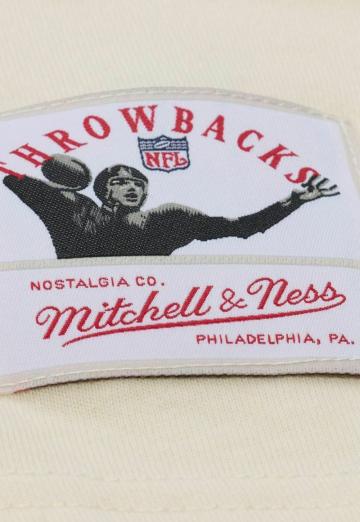 THROWBACKS
NFL
NOSTALGIA CO.
Mitchell & Ness
PHILADELPHIA, PA.